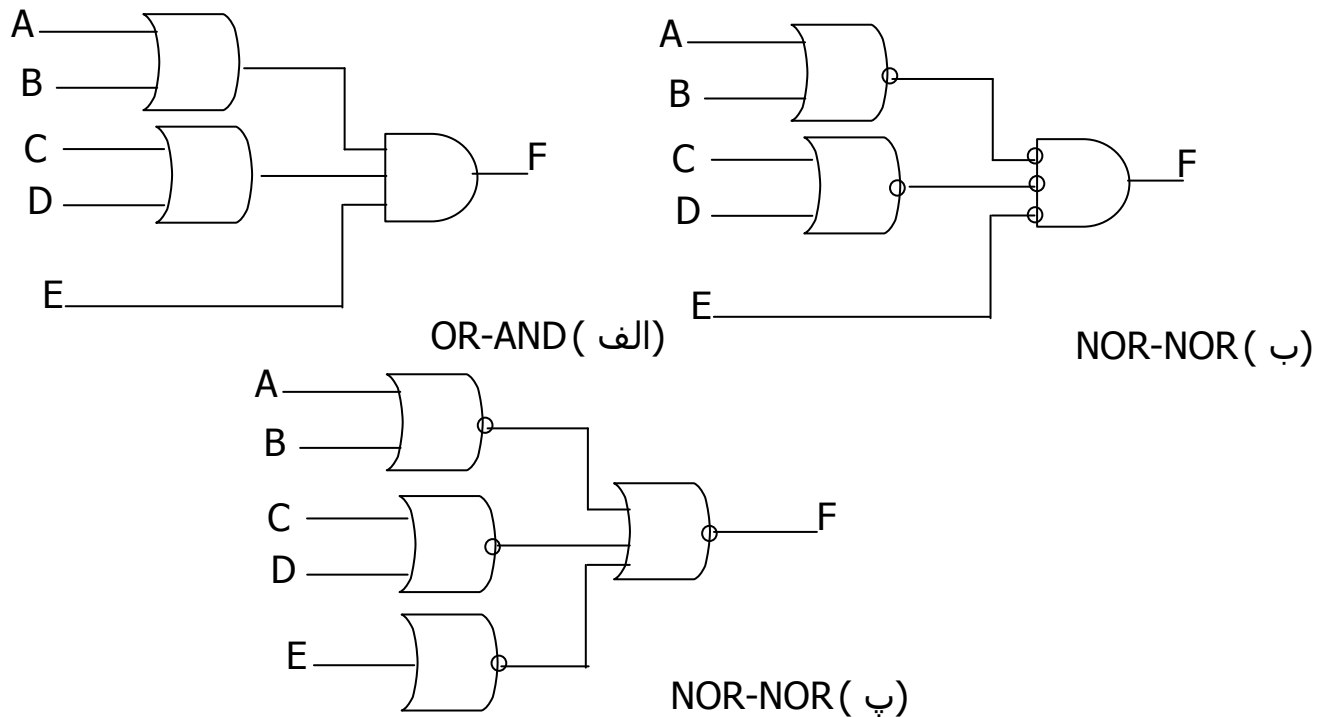 A
B
C
D
E
F
OR-AND ( الف)
A
B
C
D
E
F
NOR-NOR ( ب)
A
B
C
D
E
F
NOR-NOR ( پ)